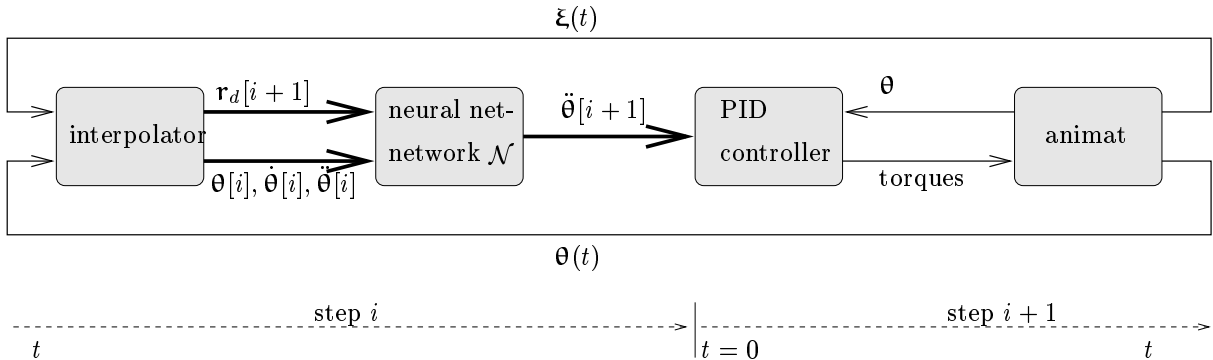 ξ(t)
r_d[i + 1]
θ[i], θ̇[i], θ̈[i]
interpolator
neural net-
network 𝒩
θ̈[i + 1]
PID
controller
θ
torques
animat
θ(t)
step i
step i + 1
t
t = 0
t